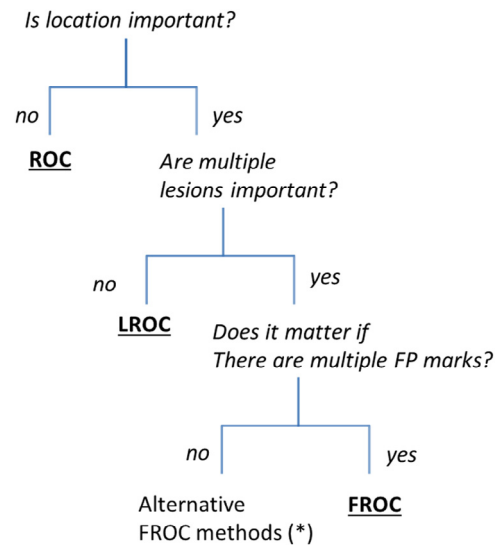 Is location important?
no
yes
ROC
Are multiple
lesions important?
no
yes
LROC
Does it matter if
There are multiple FP marks?
no
yes
Alternative
FROC methods (*)
FROC